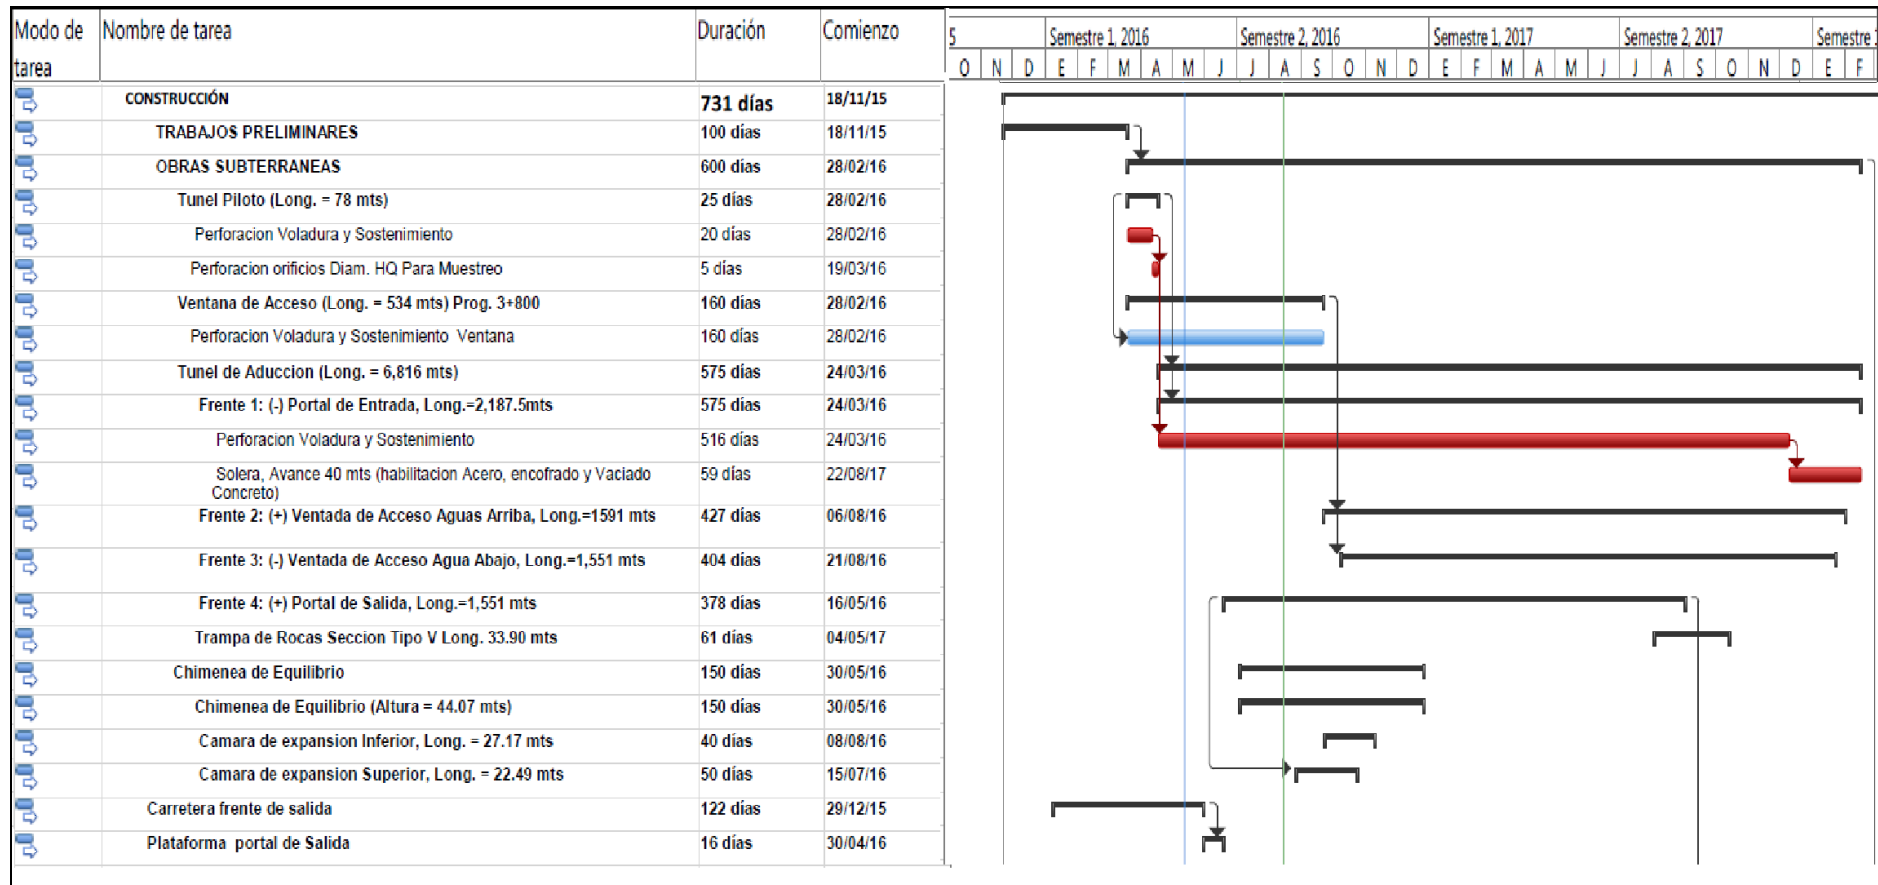 Modo de tarea Nombre de tarea Duración Comienzo
5 Semestre 1, 2016 Semestre 2, 2016 Semestre 1, 2017 Semestre 2, 2017 Semestre 1
O N D E F M A M J J A S O N D E F M A M J J A S O N D E F
CONSTRUCCIÓN 731 días 18/11/15
TRABAJOS PRELIMINARES 100 días 18/11/15
OBRAS SUBTERRANEAS 600 días 28/02/16
Tunel Piloto (Long. = 78 mts) 25 días 28/02/16
Perforacion Voladura y Sostenimiento 20 días 28/02/16
Perforacion orificios Diam. HQ Para Muestreo 5 días 19/03/16
Ventana de Acceso (Long. = 534 mts) Prog. 3+800 160 días 28/02/16
Perforacion Voladura y Sostenimiento Ventana 160 días 28/02/16
Tunel de Aduccion (Long. = 6,816 mts) 575 días 24/03/16
Frente 1: (-) Portal de Entrada, Long.=2,187.5mts 575 días 24/03/16
Perforacion Voladura y Sostenimiento 516 días 24/03/16
Solera, Avance 40 mts (habilitacion Acero, encofrado y Vaciado 59 días 22/08/17
Concreto)
Frente 2: (+) Ventada de Acceso Aguas Arriba, Long.=1591 mts 427 días 06/08/16
Frente 3: (-) Ventada de Acceso Agua Abajo, Long.=1,551 mts 404 días 21/08/16
Frente 4: (+) Portal de Salida, Long.=1,551 mts 378 días 16/05/16
Trampa de Rocas Seccion Tipo V Long. 33.90 mts 61 días 04/05/17
Chimenea de Equilibrio 150 días 30/05/16
Chimenea de Equilibrio (Altura = 44.07 mts) 150 días 30/05/16
Camara de expansion Inferior, Long. = 27.17 mts 40 días 08/08/16
Camara de expansion Superior, Long. = 22.49 mts 50 días 15/07/16
Carretera frente de salida 122 días 29/12/15
Plataforma portal de Salida 16 días 30/04/16